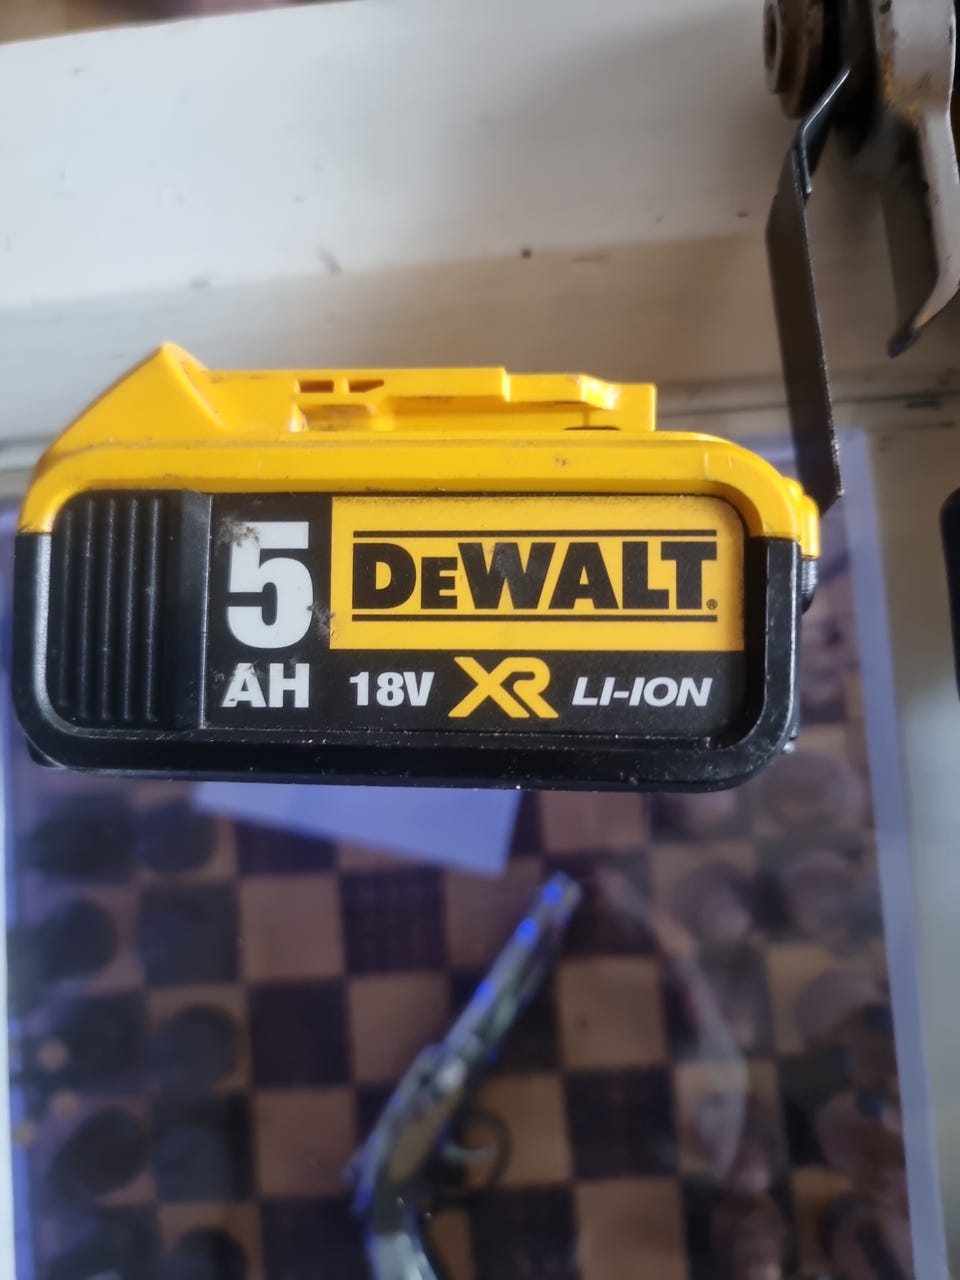 5
AH
DEWALT®
18V XR LI-ION